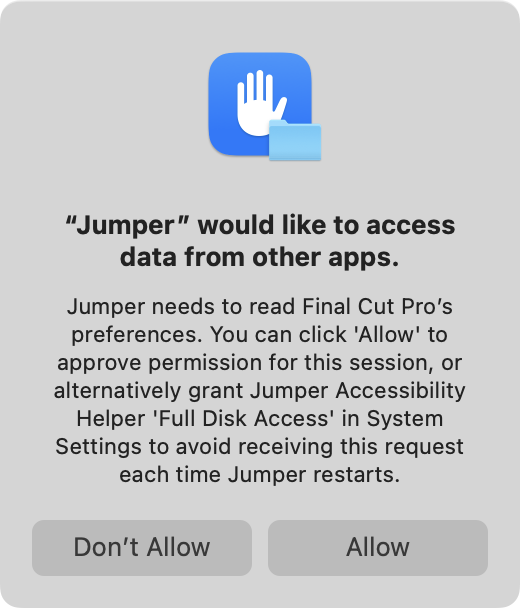 “Jumper” would like to access
data from other apps.
Jumper needs to read Final Cut Pro’s
preferences. You can click 'Allow' to
approve permission for this session, or
alternatively grant Jumper Accessibility
Helper 'Full Disk Access' in System
Settings to avoid receiving this request
each time Jumper restarts.
Don’t Allow
Allow